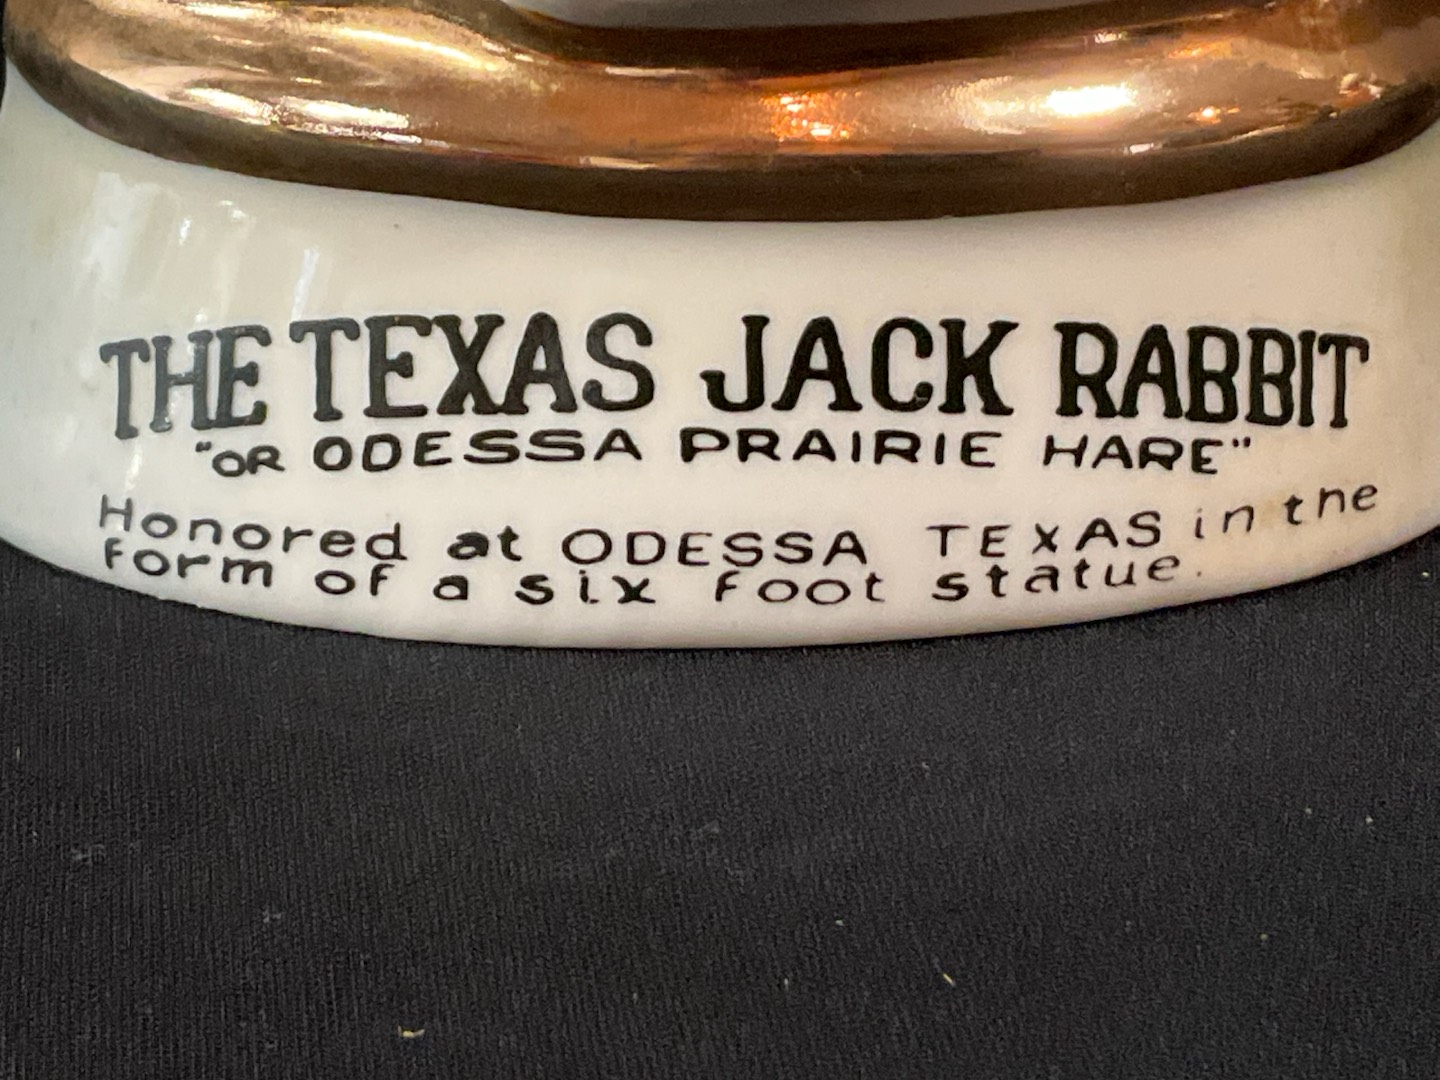 THE TEXAS JACK RABBIT
"OR ODESSA PRAIRIE HARE"
Honored at ODESSA TEXAS in the
form of a six foot statue.